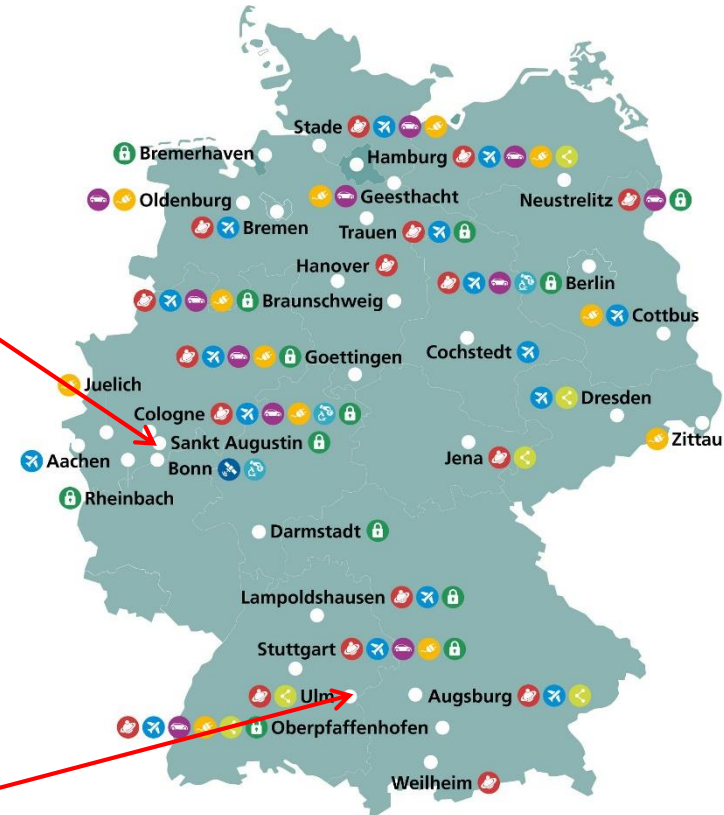 Stade
Bremerhaven
Hamburg
Oldenburg
Geesthacht
Neustrelitz
Bremen
Trauen
Hanover
Berlin
Braunschweig
Cottbus
Goettingen
Cochstedt
Juelich
Dresden
Cologne
Sankt Augustin
Zittau
Aachen
Bonn
Jena
Rheinbach
Darmstadt
Lampoldshausen
Stuttgart
Ulm
Augsburg
Oberpfaffenhofen
Weilheim